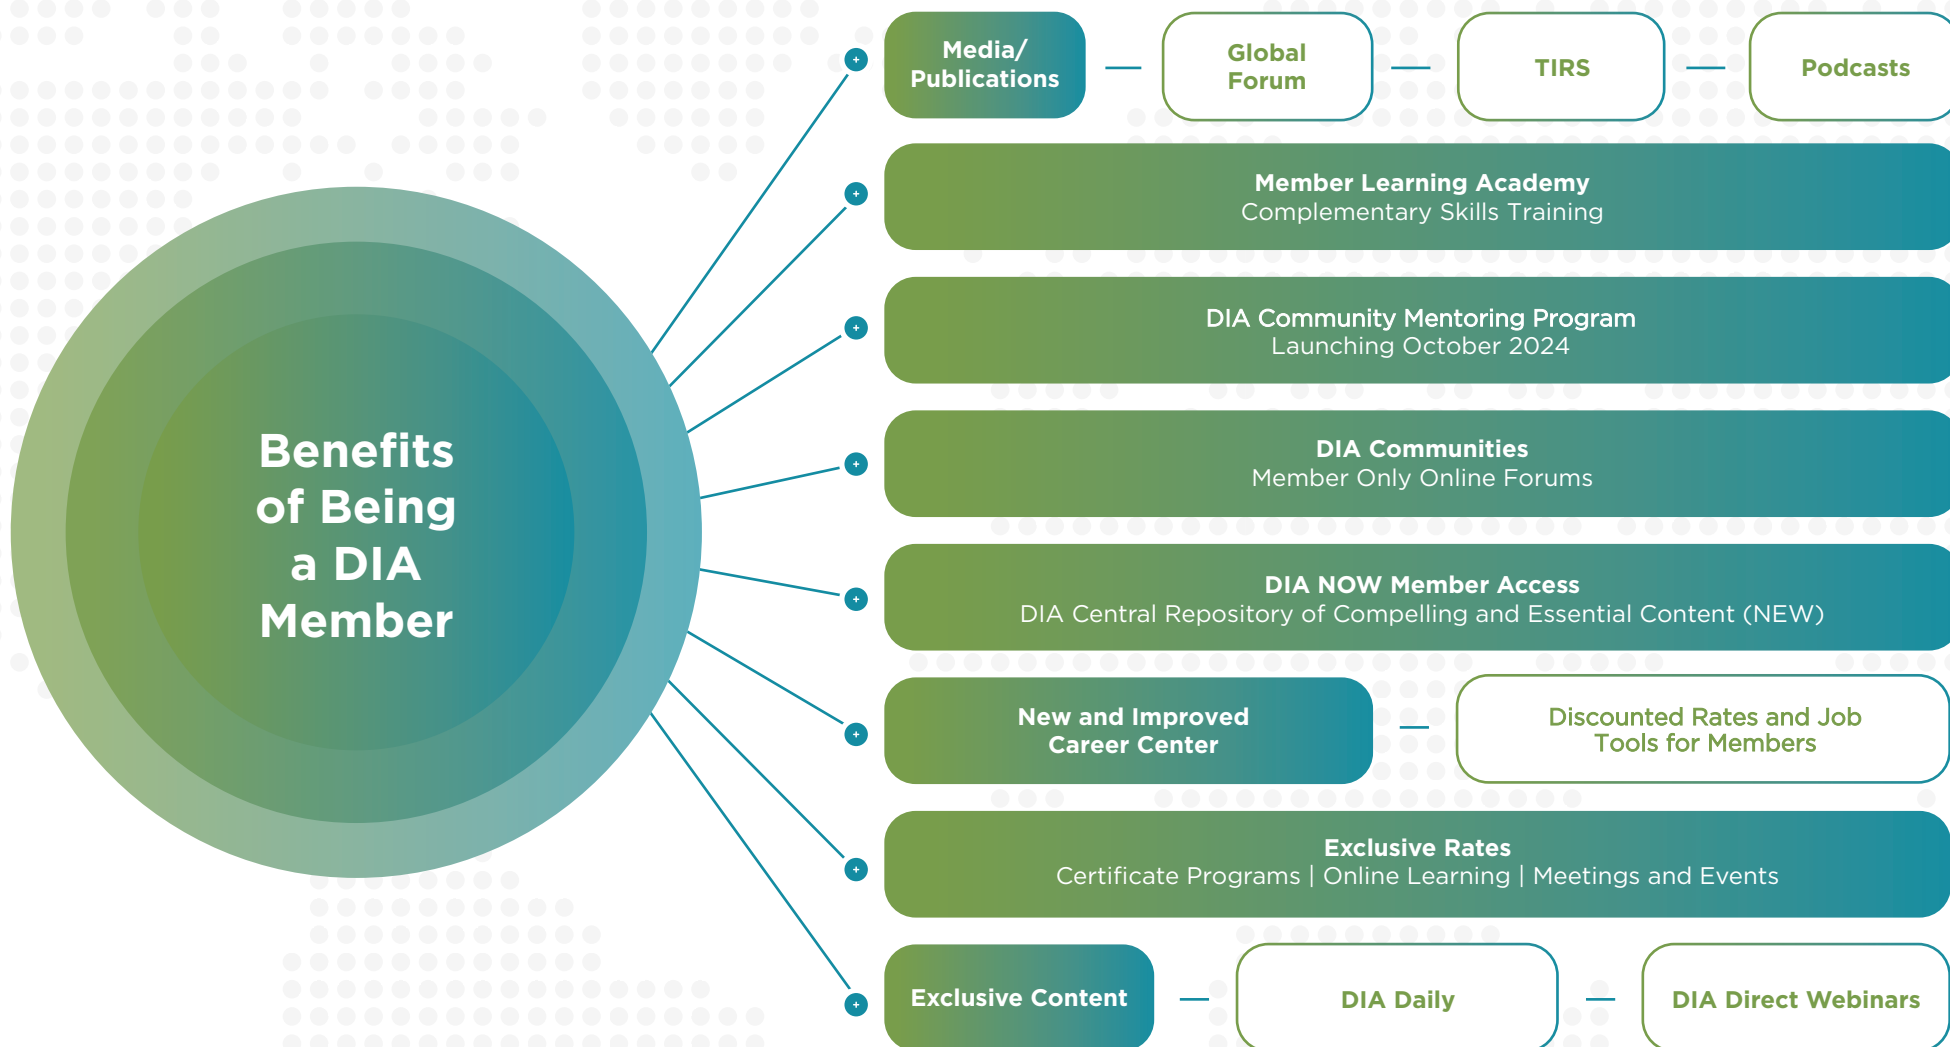 Benefits
of Being
a DIA
Member
Media/
Publications
Global
Forum
TIRS
Podcasts
Member Learning Academy
Complementary Skills Training
DIA Community Mentoring Program
Launching October 2024
DIA Communities
Member Only Online Forums
DIA NOW Member Access
DIA Central Repository of Compelling and Essential Content (NEW)
New and Improved
Career Center
Discounted Rates and Job
Tools for Members
Exclusive Rates
Certificate Programs | Online Learning | Meetings and Events
Exclusive Content
DIA Daily
DIA Direct Webinars